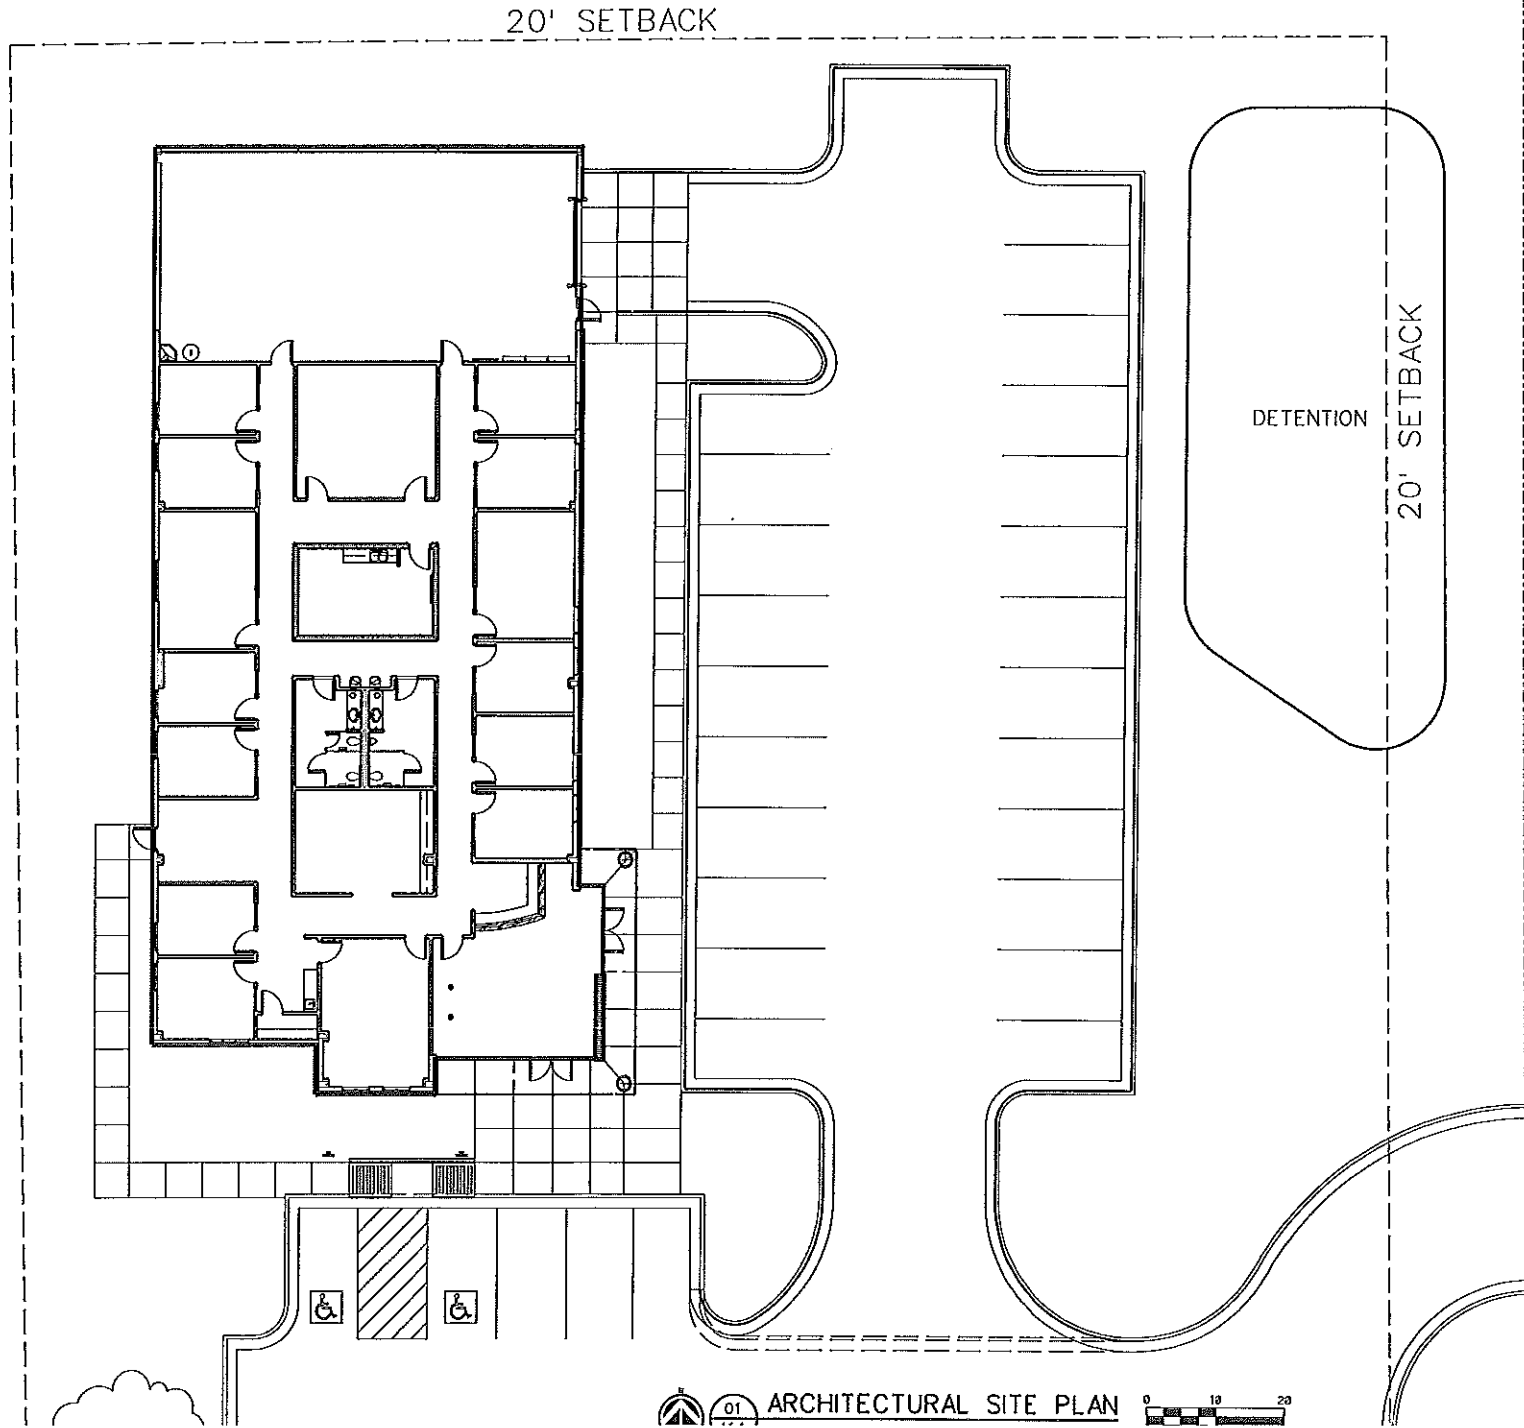 20' SETBACK
20' SETBACK
DETENTION
N
01
ARCHITECTURAL SITE PLAN
0 10 20